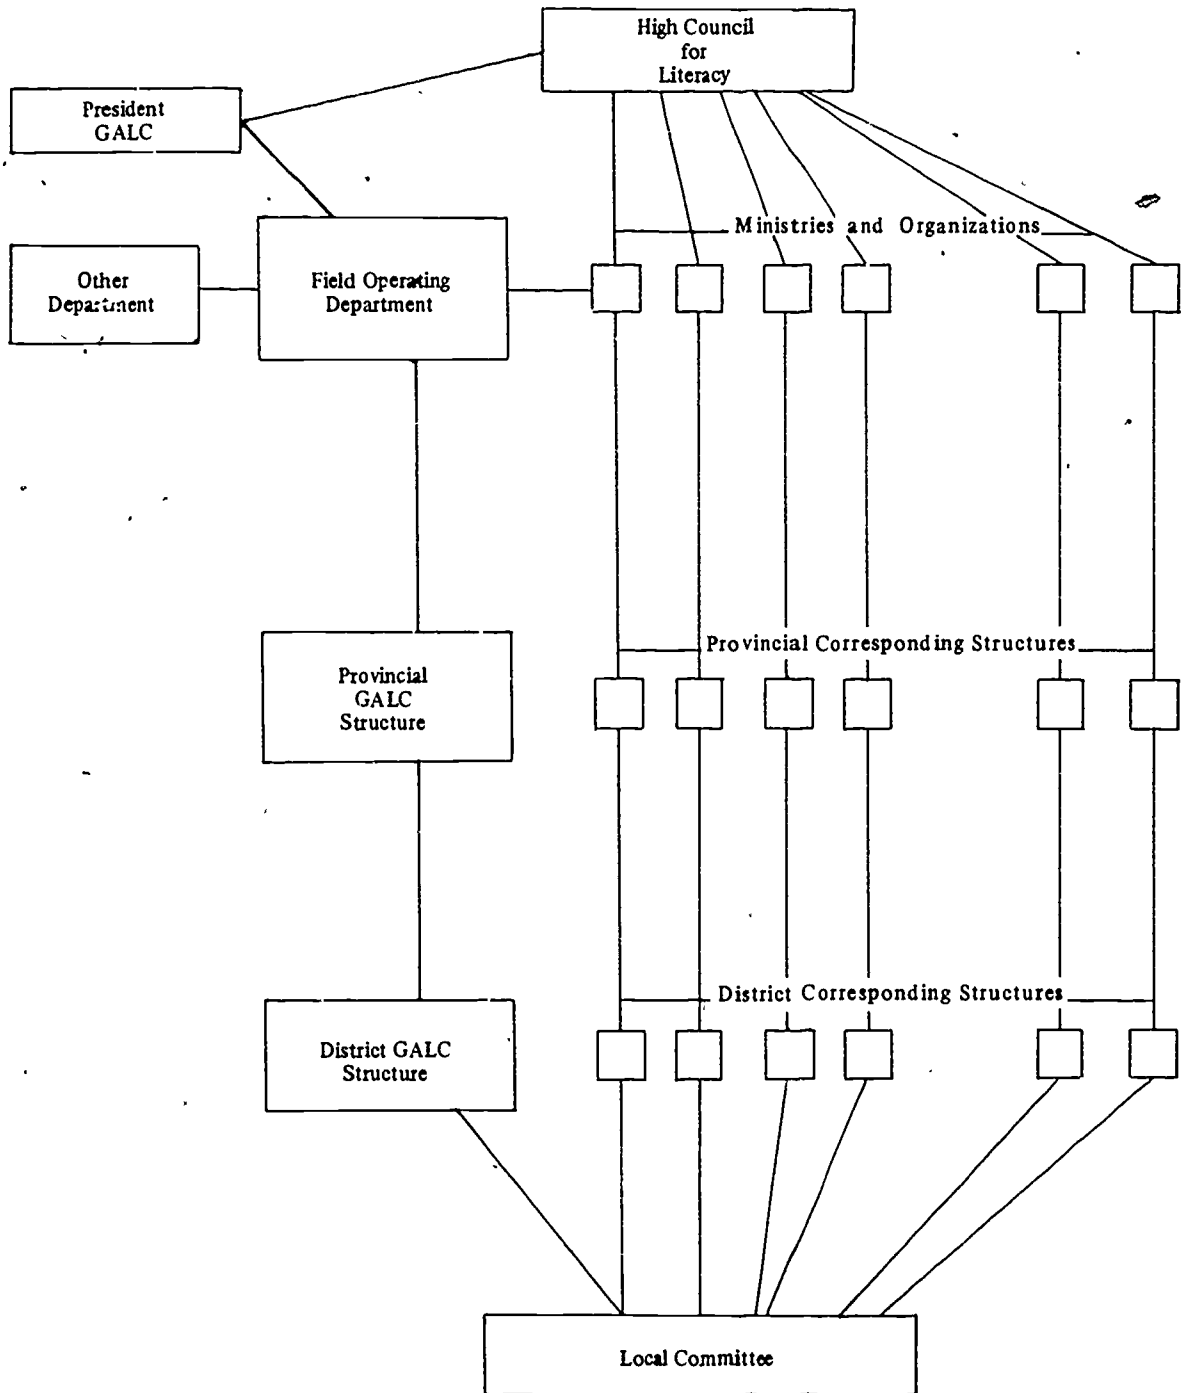 High Council
for
Literacy
President
GALC
Ministries and Organizations
Other
Department
Field Operating
Department
Provincial Corresponding Structures
Provincial
GALC
Structure
District Corresponding Structures
District GALC
Structure
Local Committee